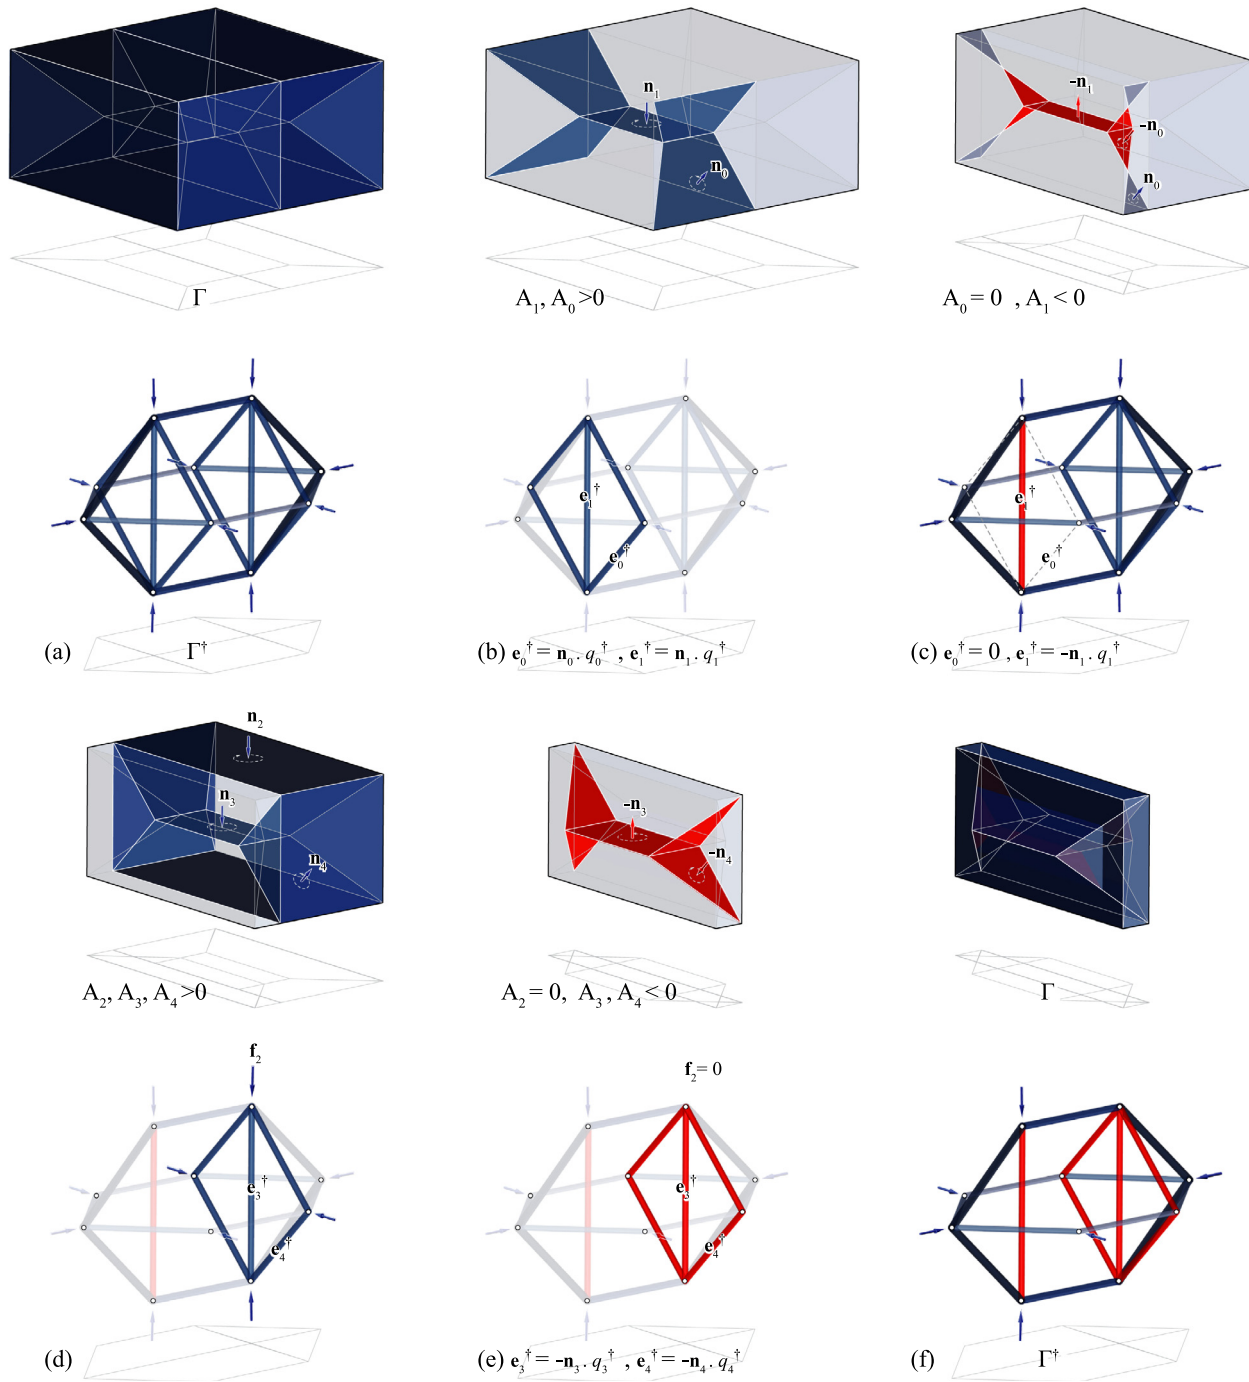 n₁
n₀
-n₁
-n₀
n₀
Γ
A₁, A₀ >0
A₀ = 0 , A₁ < 0
e₁†
e₀†
e₁†
e₀†
(a) Γ†
(b) e₀† = n₀ . q₀† , e₁† = n₁ . q₁†
(c) e₀† = 0 , e₁† = -n₁ . q₁†
n₂
n₃
n₄
-n₃
-n₄
A₂, A₃, A₄ >0
A₂ = 0, A₃ , A₄ < 0
Γ
f₂
f₂ = 0
e₃†
e₄†
e₃†
e₄†
(d)
(e) e₃† = -n₃ . q₃† , e₄† = -n₄ . q₄†
(f) Γ†